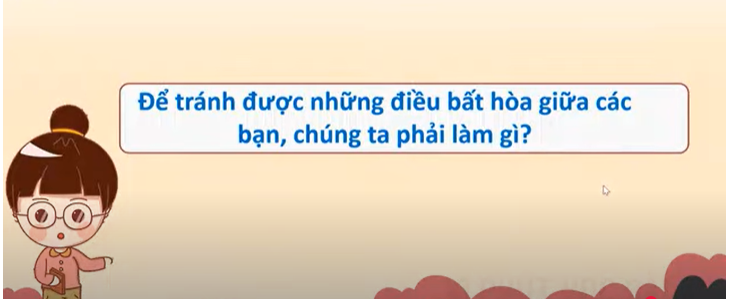 Để tránh được những điều bất hòa giữa các
bạn, chúng ta phải làm gì?